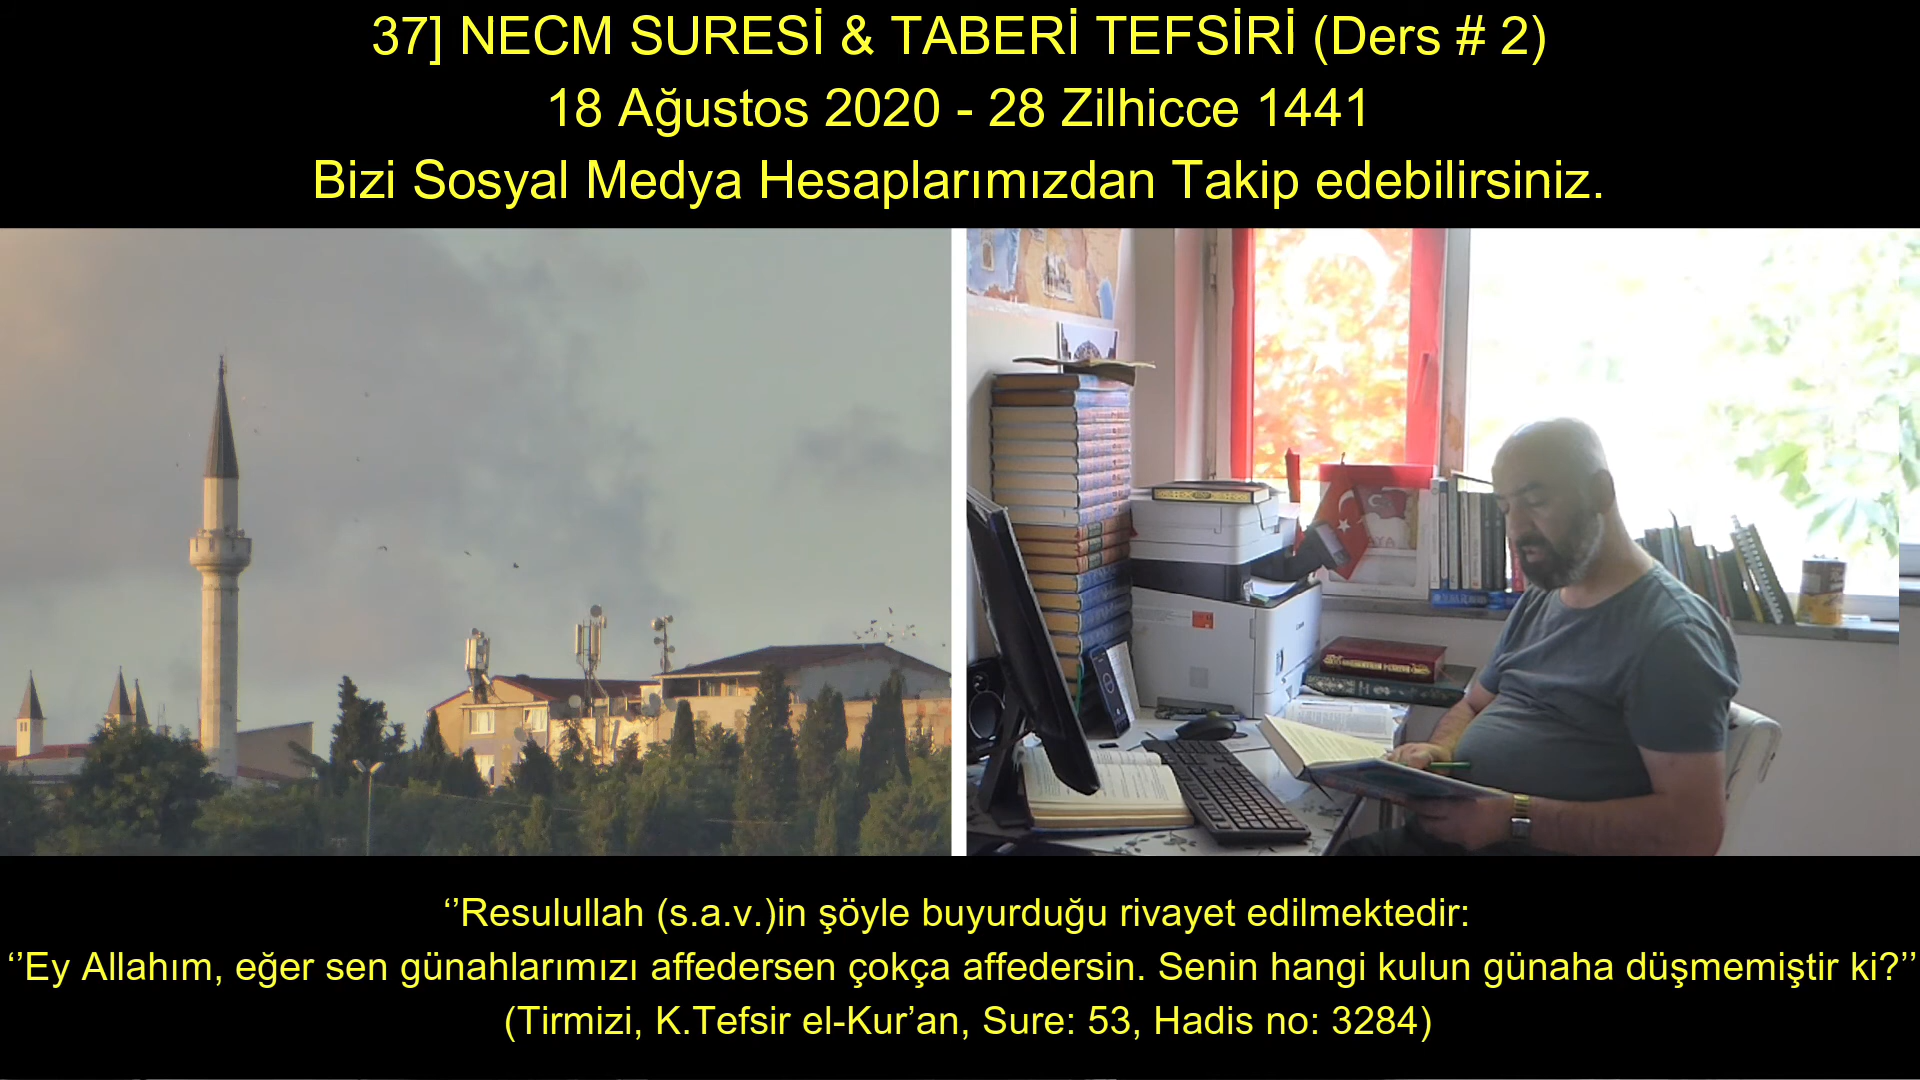 37] NECM SURESİ & TABERİ TEFSİRİ (Ders # 2)
18 Ağustos 2020 - 28 Zilhicce 1441
Bizi Sosyal Medya Hesaplarımızdan Takip edebilirsiniz.
‘’Resulullah (s.a.v.)in şöyle buyurduğu rivayet edilmektedir:
‘’Ey Allahım, eğer sen günahlarımızı affedersen çokça affedersin. Senin hangi kulun günaha düşmemiştir ki?’’
(Tirmizi, K.Tefsir el-Kur’an, Sure: 53, Hadis no: 3284)